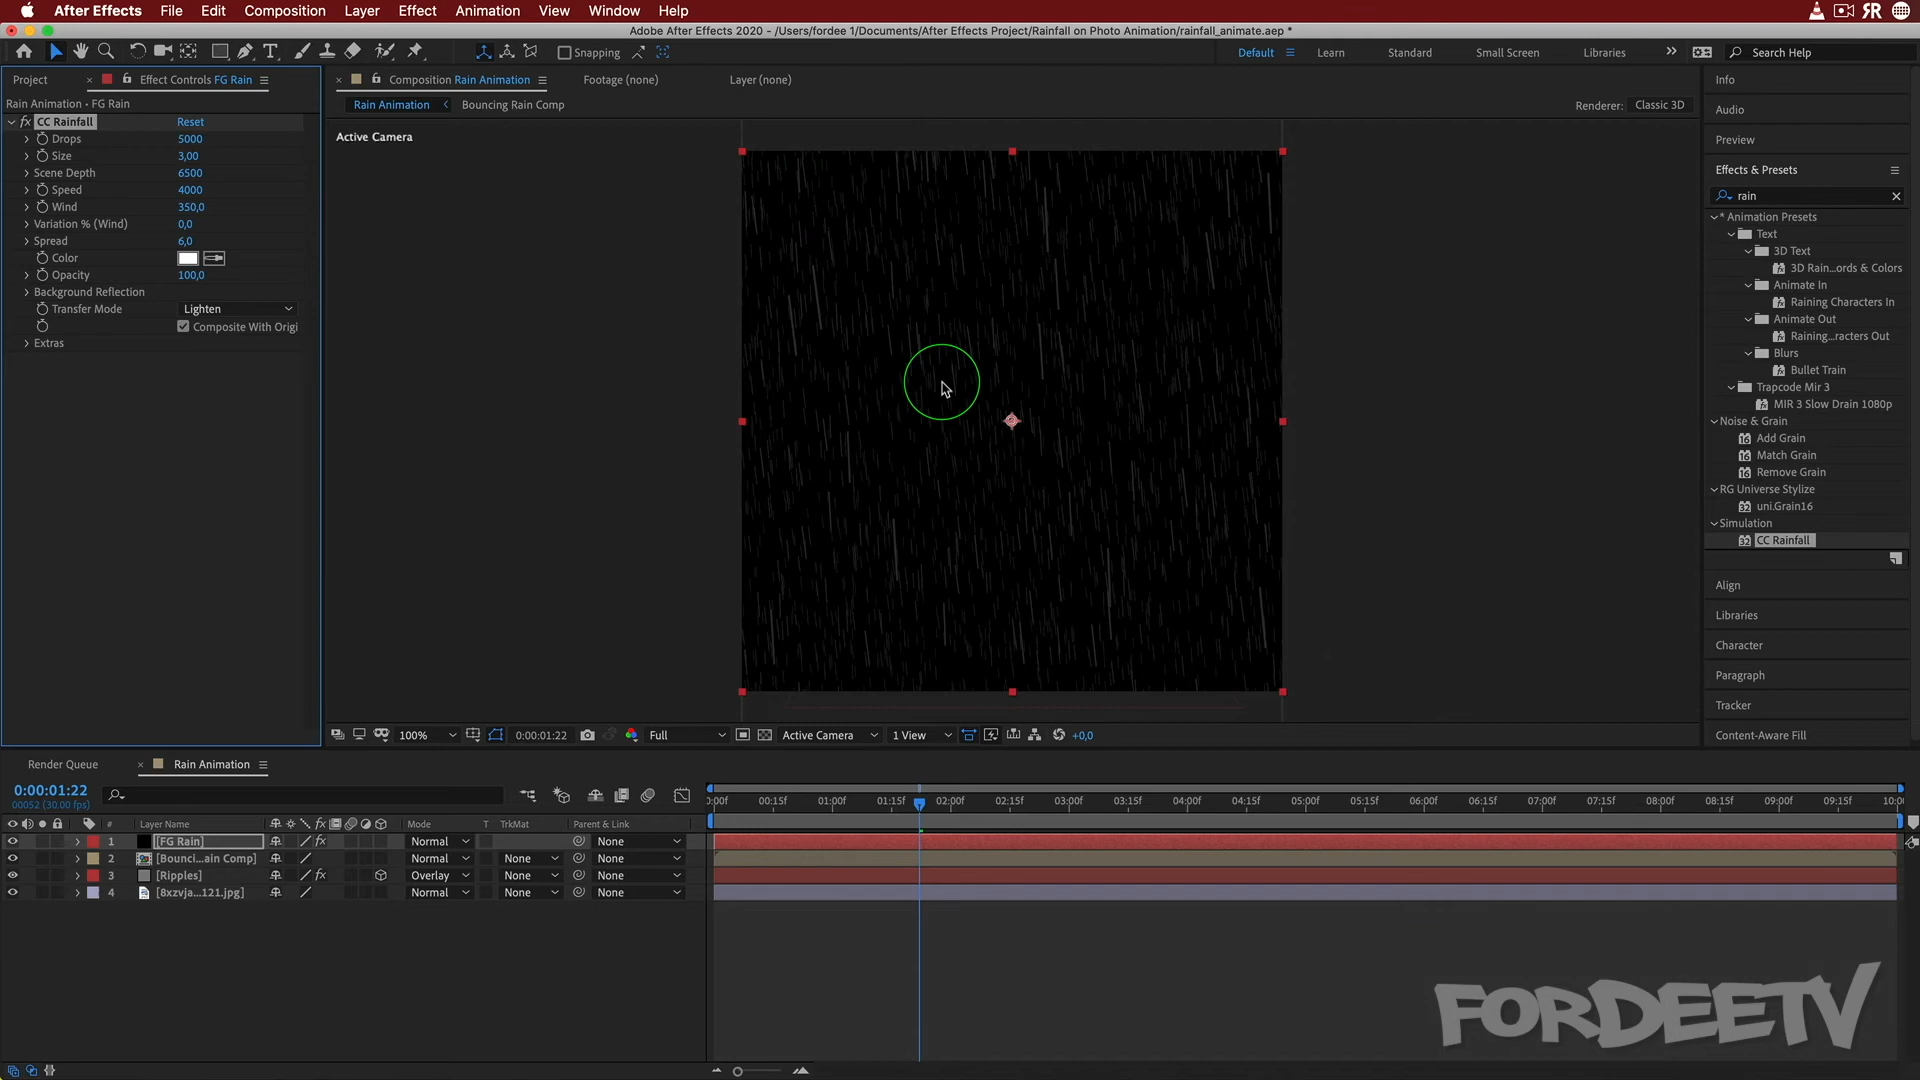 After Effects File Edit Composition Layer Effect Animation View Window Help
Adobe After Effects 2020 - /Users/fordee 1/Documents/After Effects Project/Rainfall on Photo Animation/rainfall_animate.aep *
Snapping Default Learn Standard Small Screen Libraries Search Help
Project Effect Controls FG Rain Composition Rain Animation Footage (none) Layer (none)
Rain Animation • FG Rain
Rain Animation Bouncing Rain Comp Renderer: Classic 3D
Active Camera
CC Rainfall Reset
Drops 5000
Size 3,00
Scene Depth 6500
Speed 4000
Wind 350,0
Variation % (Wind) 0,0
Spread 6,0
Color
Opacity 100,0
Background Reflection
Transfer Mode Lighten
Composite With Origi
Extras
Info
Audio
Preview
Effects & Presets
rain
* Animation Presets
Text
3D Text
3D Rain...ords & Colors
Animate In
Raining Characters In
Animate Out
Raining...racters Out
Blurs
Bullet Train
Trapcode Mir 3
MIR 3 Slow Drain 1080p
Noise & Grain
Add Grain
Match Grain
Remove Grain
RG Universe Stylize
uni.Grain16
Simulation
CC Rainfall
Align
Libraries
Character
Paragraph
Tracker
Content-Aware Fill
100% 0:00:01:22 Full Active Camera 1 View +0,0
Render Queue Rain Animation
0:00:01:22
00052 (30.00 fps)
0:00f 00:15f 01:00f 01:15f 02:00f 02:15f 03:00f 03:15f 04:00f 04:15f 05:00f 05:15f 06:00f 06:15f 07:00f 07:15f 08:00f 08:15f 09:00f 09:15f 10:0
# Layer Name Mode T TrkMat Parent & Link
1 [FG Rain] Normal None
2 [Bounci...ain Comp] Normal None None
3 [Ripples] Overlay None None
4 [8xzvja...121.jpg] Normal None None
FORDEETV